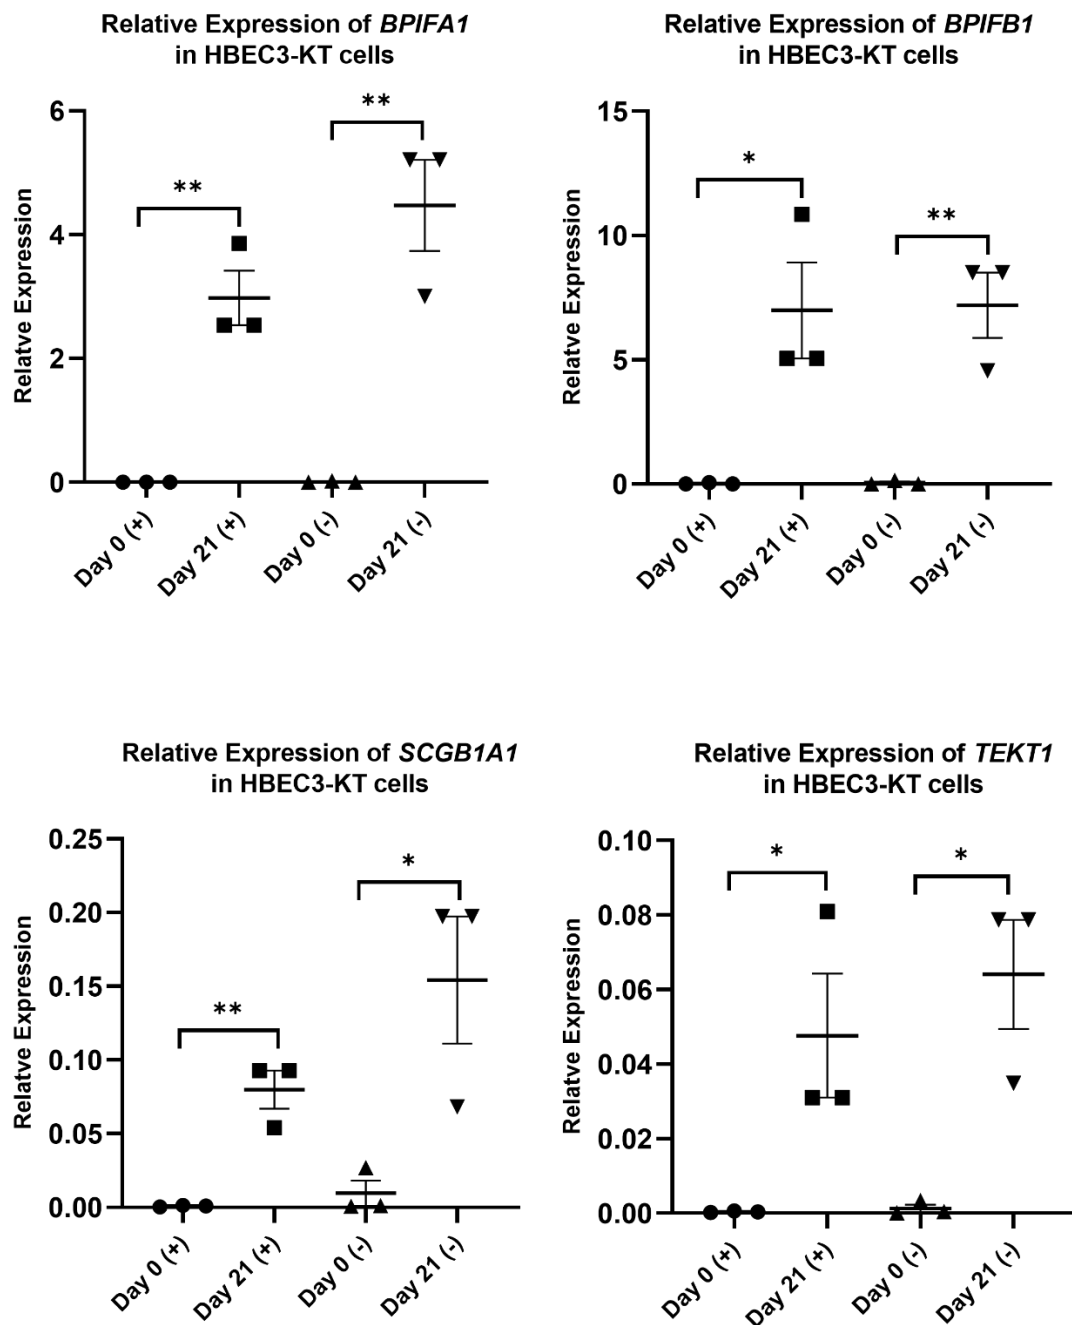 Relative Expression of BPIFA1
in HBEC3-KT cells
Relatve Expression
6
4
2
0
**
**
Day 0 (+)
Day 21 (+)
Day 0 (-)
Day 21 (-)
Relative Expression of BPIFB1
in HBEC3-KT cells
Relatve Expression
15
10
5
0
*
**
Day 0 (+)
Day 21 (+)
Day 0 (-)
Day 21 (-)
Relative Expression of SCGB1A1
in HBEC3-KT cells
Relatve Expression
0.25
0.20
0.15
0.10
0.05
0.00
**
*
Day 0 (+)
Day 21 (+)
Day 0 (-)
Day 21 (-)
Relative Expression of TEKT1
in HBEC3-KT cells
Relatve Expression
0.10
0.08
0.06
0.04
0.02
0.00
*
*
Day 0 (+)
Day 21 (+)
Day 0 (-)
Day 21 (-)